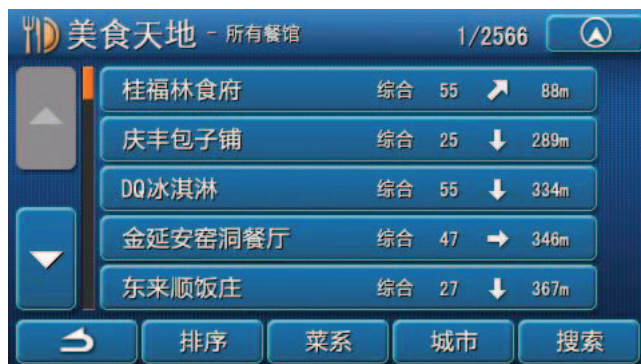 美食天地 - 所有餐馆 1/2566
桂福林食府 综合 55 88m
庆丰包子铺 综合 25 289m
DQ冰淇淋 综合 55 334m
金延安窑洞餐厅 综合 47 346m
东来顺饭庄 综合 27 367m
排序 菜系 城市 搜索